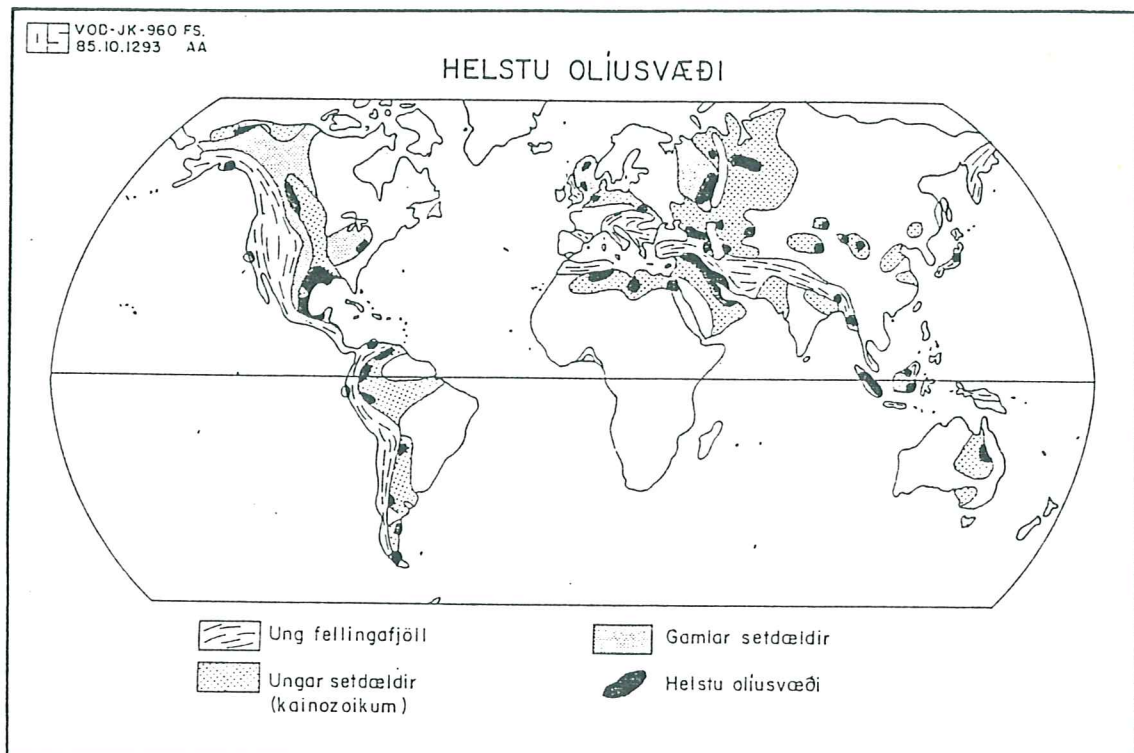 OS VOD-JK-960 FS.
85.10.1293 AA
HELSTU OLÍUSVÆÐI
Ung fellingafjöll
Ungar setdældir
(kainozoikum)
Gamlar setdældir
Helstu olíusvæði